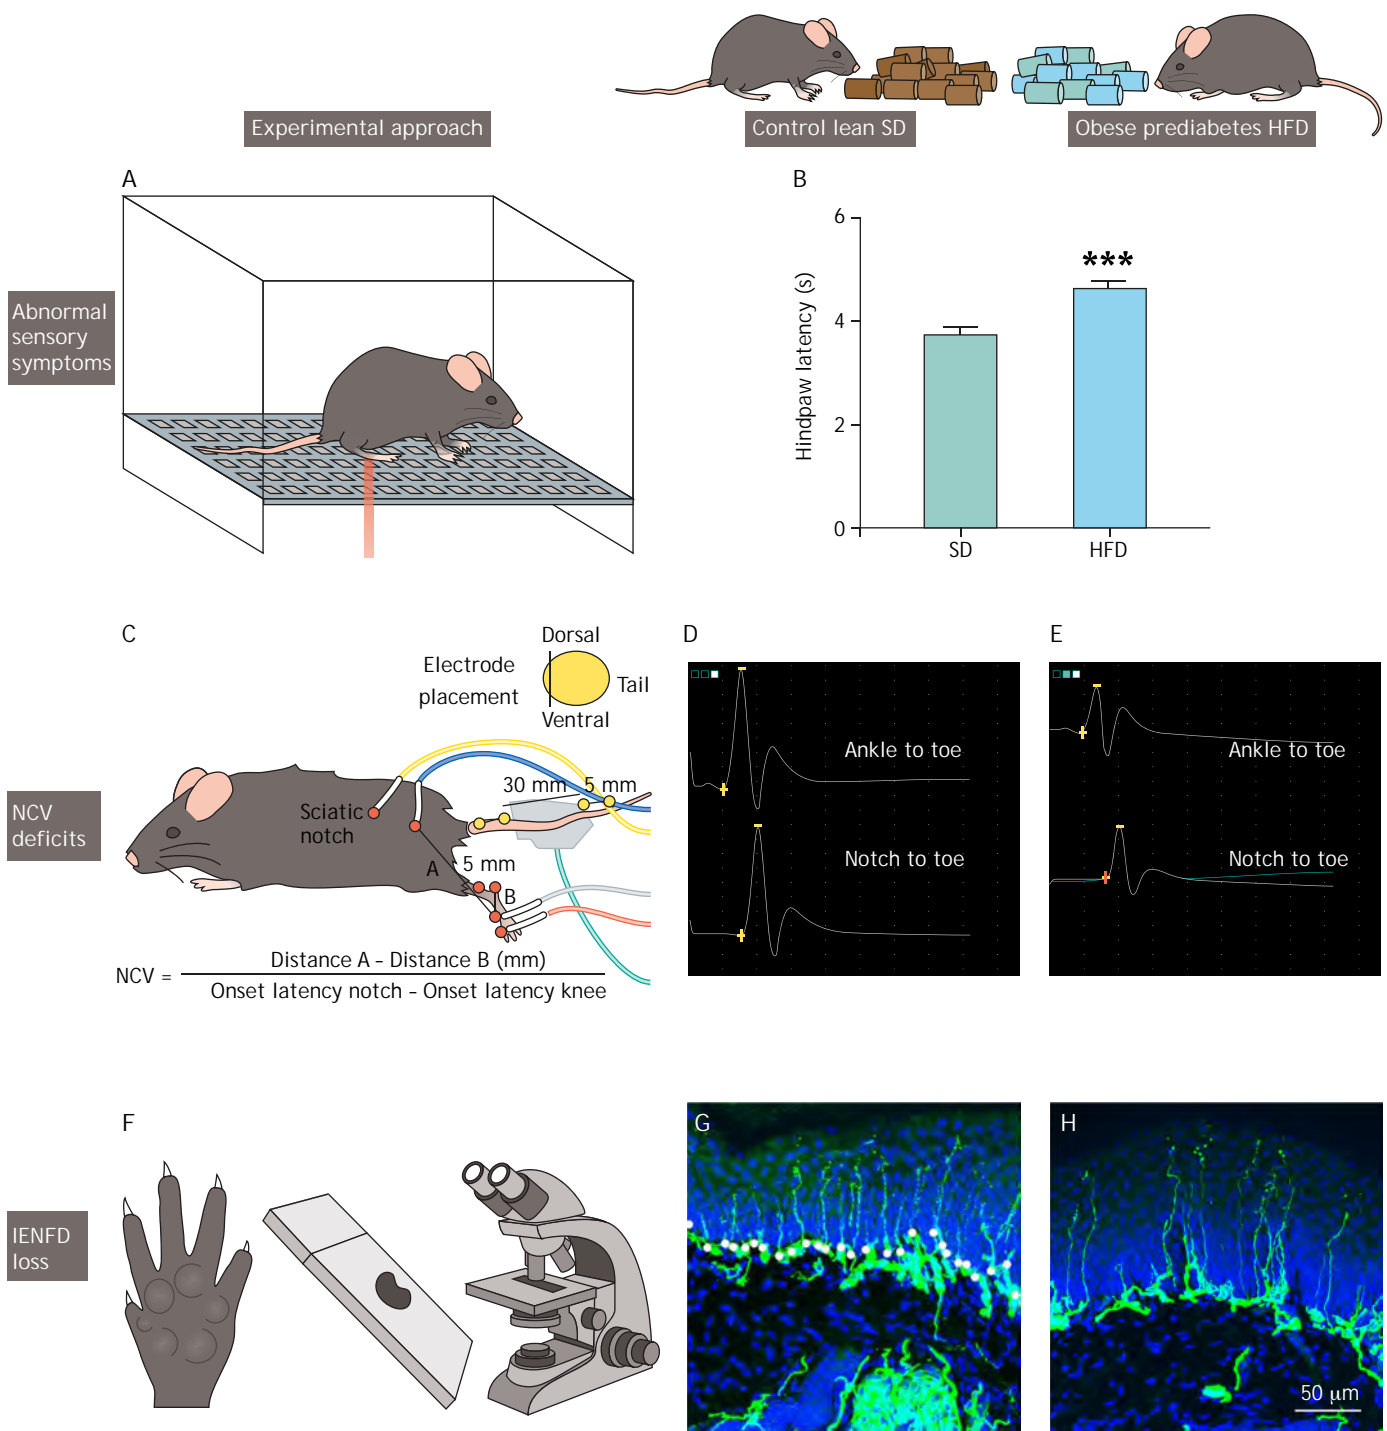 Experimental approach
Control lean SD
Obese prediabetes HFD
A
Abnormal
sensory
symptoms
B
Hindpaw latency (s)
6
4
2
0
***
SD
HFD
C
NCV
deficits
Electrode
placement
Dorsal
Tail
Ventral
30 mm
5 mm
Sciatic
notch
A
5 mm
B
NCV =
Distance A – Distance B (mm)
Onset latency notch – Onset latency knee
D
Ankle to toe
Notch to toe
E
Ankle to toe
Notch to toe
F
IENFD
loss
G
H
50 μm